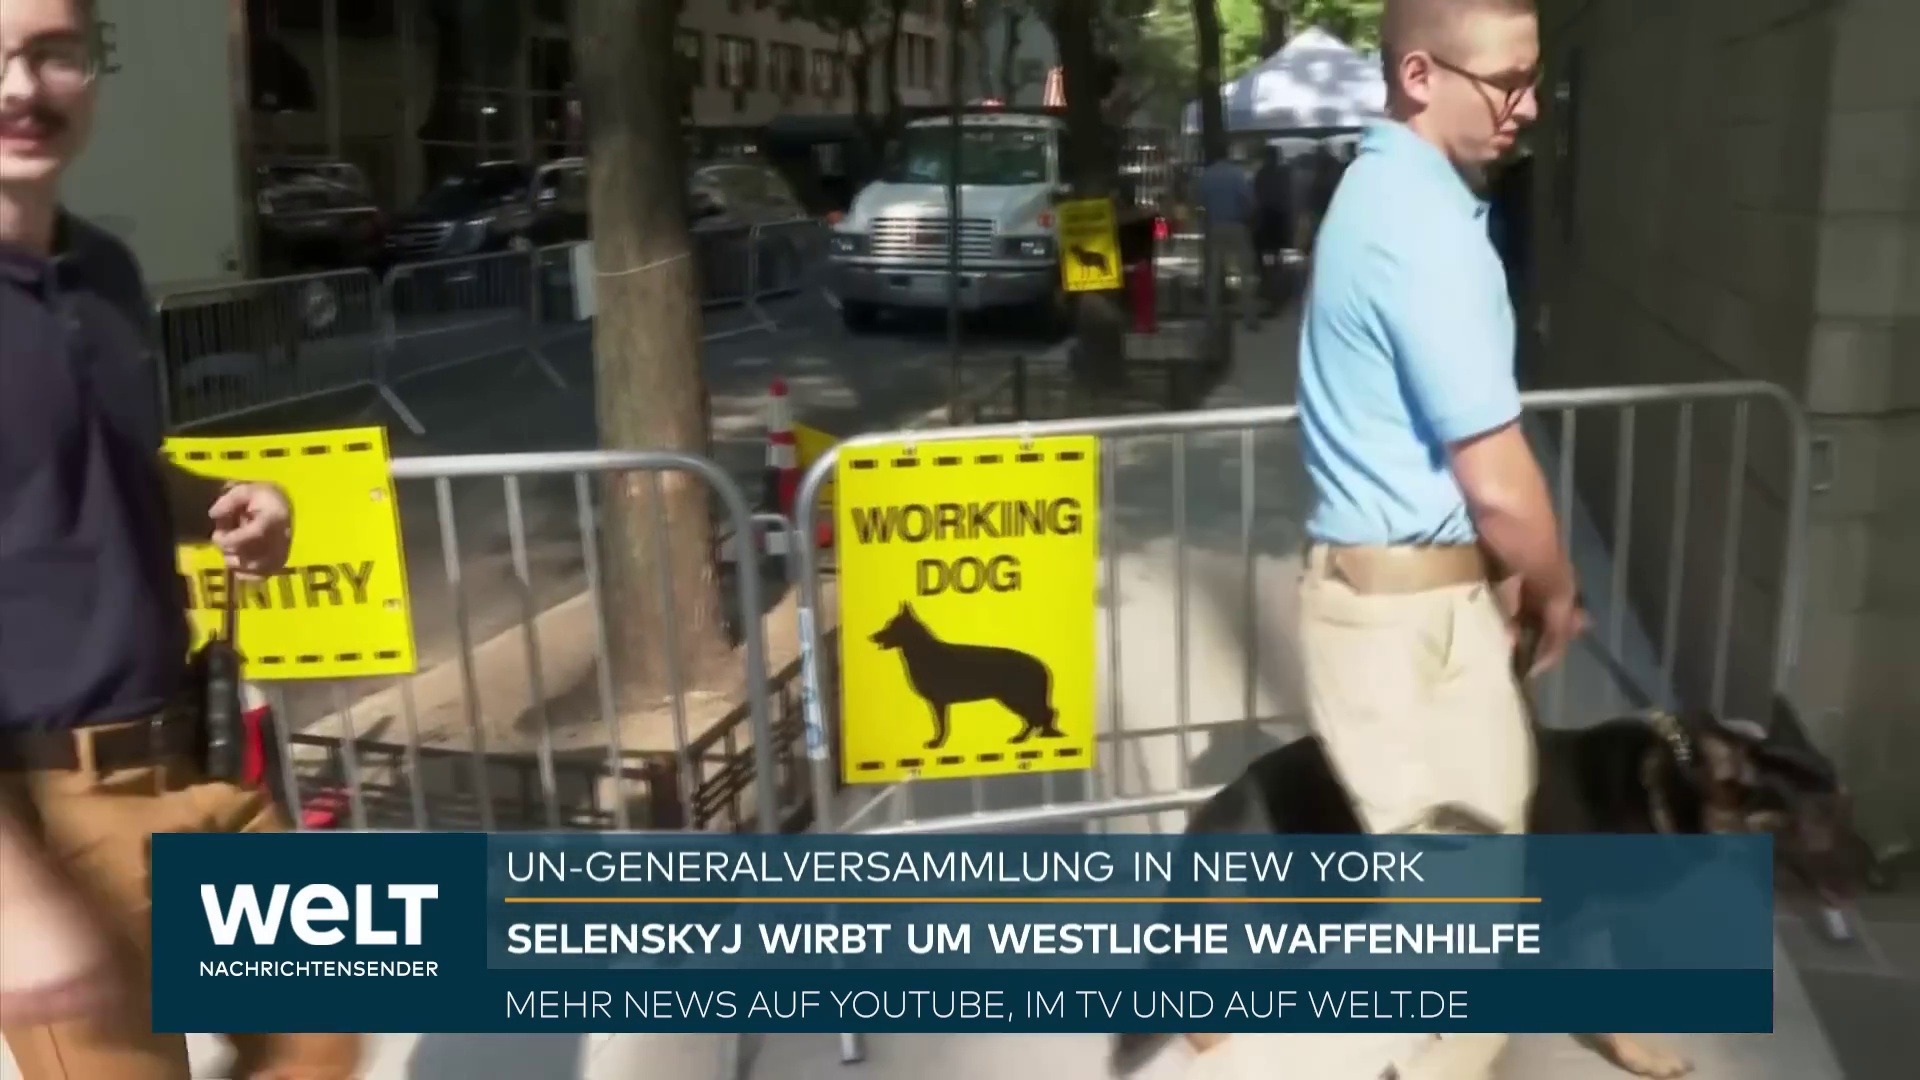 ENTRY
WORKING
DOG
WELT
NACHRICHTENSENDER
UN-GENERALVERSAMMLUNG IN NEW YORK
SELENSKYJ WIRBT UM WESTLICHE WAFFENHILFE
MEHR NEWS AUF YOUTUBE, IM TV UND AUF WELT.DE